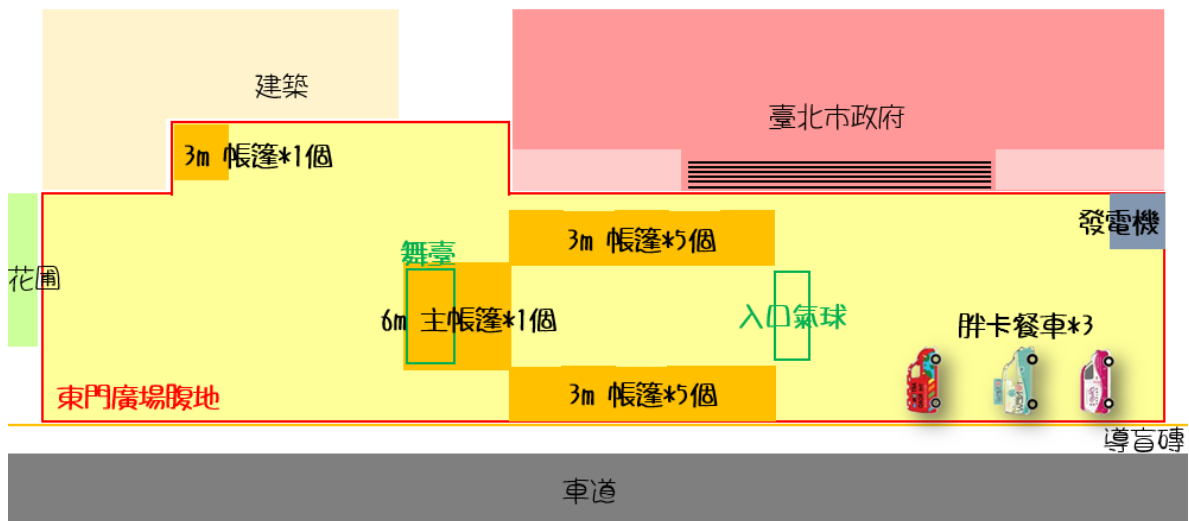 建築
臺北市政府
3m 帳篷*1個
發電機
3m 帳篷*5個
舞臺
花圃
6m 主帳篷*1個
入口氣球
胖卡餐車*3
東門廣場腹地
3m 帳篷*5個
導盲磚
車道